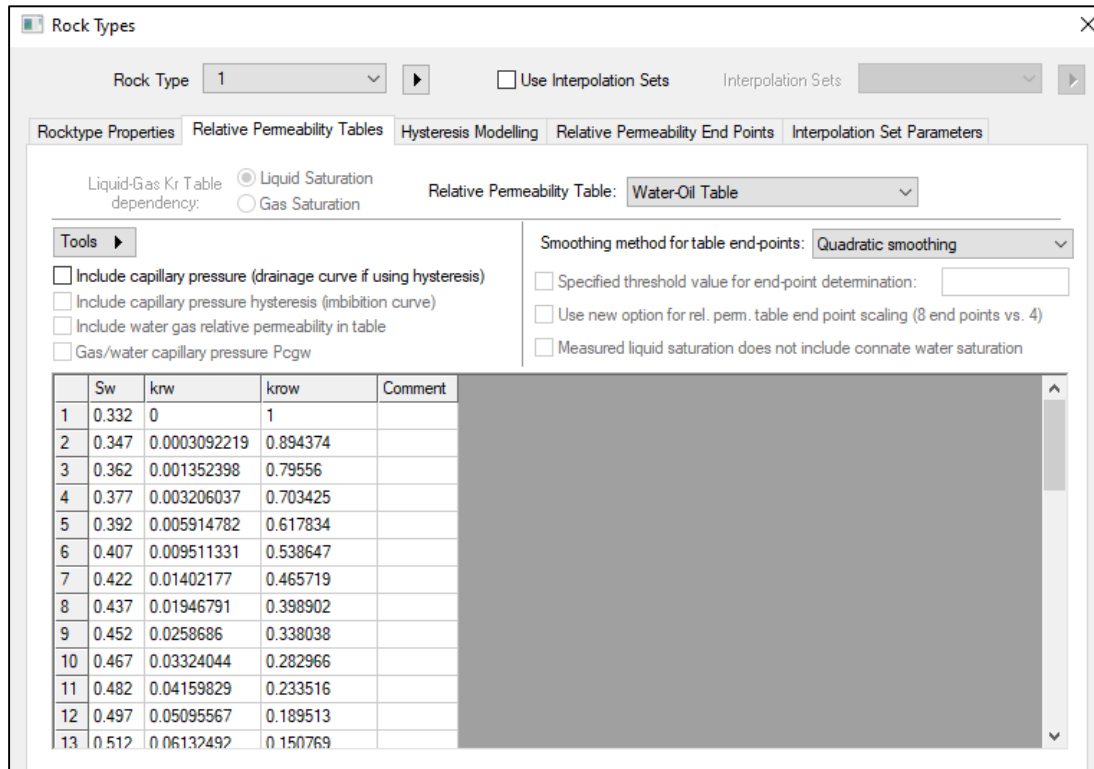 Rock Types
Rock Type 1 Use Interpolation Sets Interpolation Sets
Rocktype Properties Relative Permeability Tables Hysteresis Modelling Relative Permeability End Points Interpolation Set Parameters
Liquid-Gas Kr Table dependency:
Liquid Saturation
Gas Saturation
Relative Permeability Table: Water-Oil Table
Tools
Include capillary pressure (drainage curve if using hysteresis)
Include capillary pressure hysteresis (imbibition curve)
Include water gas relative permeability in table
Gas/water capillary pressure Pcgw
Smoothing method for table end-points: Quadratic smoothing
Specified threshold value for end-point determination:
Use new option for rel. perm. table end point scaling (8 end points vs. 4)
Measured liquid saturation does not include connate water saturation
Sw krw krow Comment
1 0.332 0 1
2 0.347 0.0003092219 0.894374
3 0.362 0.001352398 0.79556
4 0.377 0.003206037 0.703425
5 0.392 0.005914782 0.617834
6 0.407 0.009511331 0.538647
7 0.422 0.01402177 0.465719
8 0.437 0.01946791 0.398902
9 0.452 0.0258686 0.338038
10 0.467 0.03324044 0.282966
11 0.482 0.04159829 0.233516
12 0.497 0.05095567 0.189513
13 0.512 0.06132492 0.150769